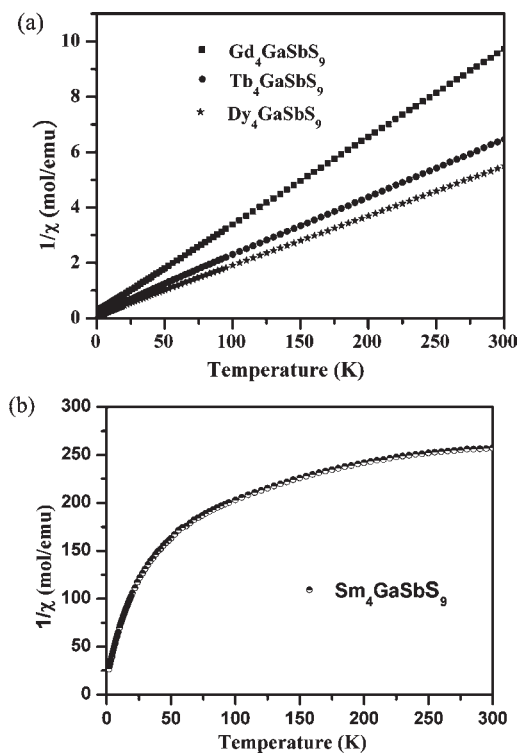 (a)
10
8
6
4
2
0
1/χ (mol/emu)
■ Gd₄GaSbS₉
● Tb₄GaSbS₉
★ Dy₄GaSbS₉
0 50 100 150 200 250 300
Temperature (K)
(b)
300
250
200
150
100
50
0
1/χ (mol/emu)
Sm₄GaSbS₉
0 50 100 150 200 250 300
Temperature (K)